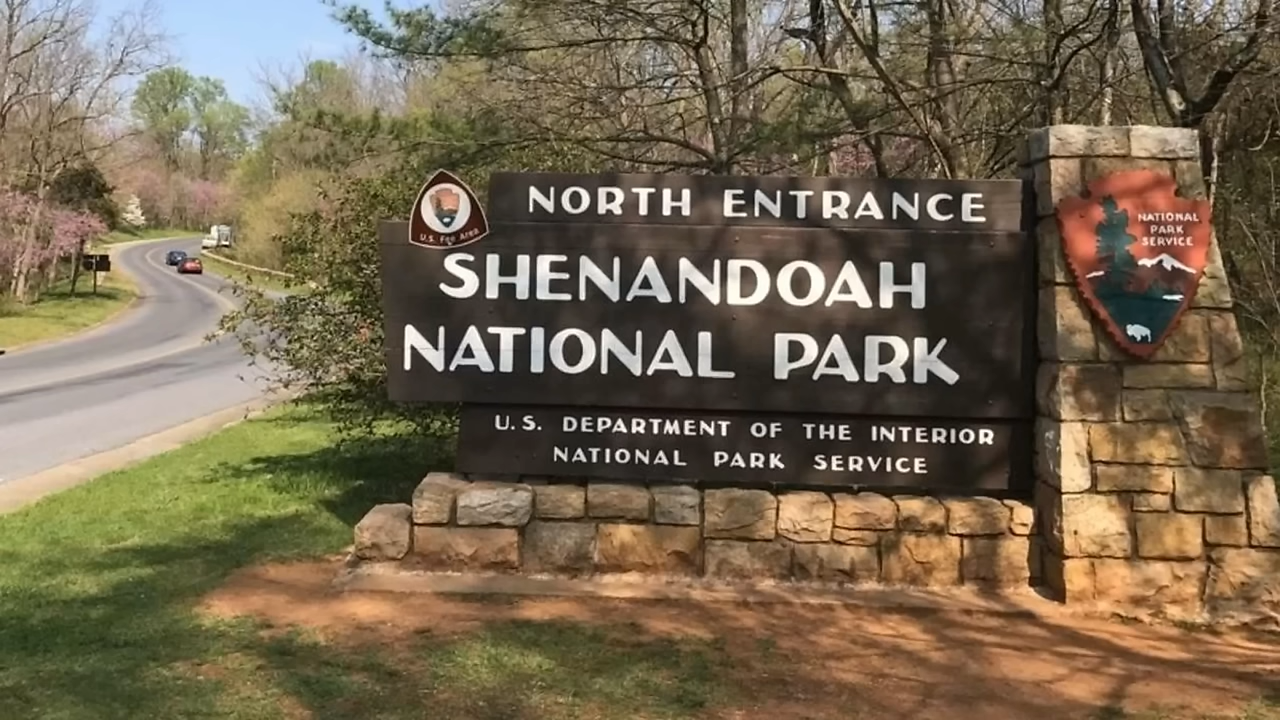 NORTH ENTRANCE
U.S. Fee Area
SHENANDOAH
NATIONAL PARK
U.S. DEPARTMENT OF THE INTERIOR
NATIONAL PARK SERVICE
NATIONAL
PARK
SERVICE